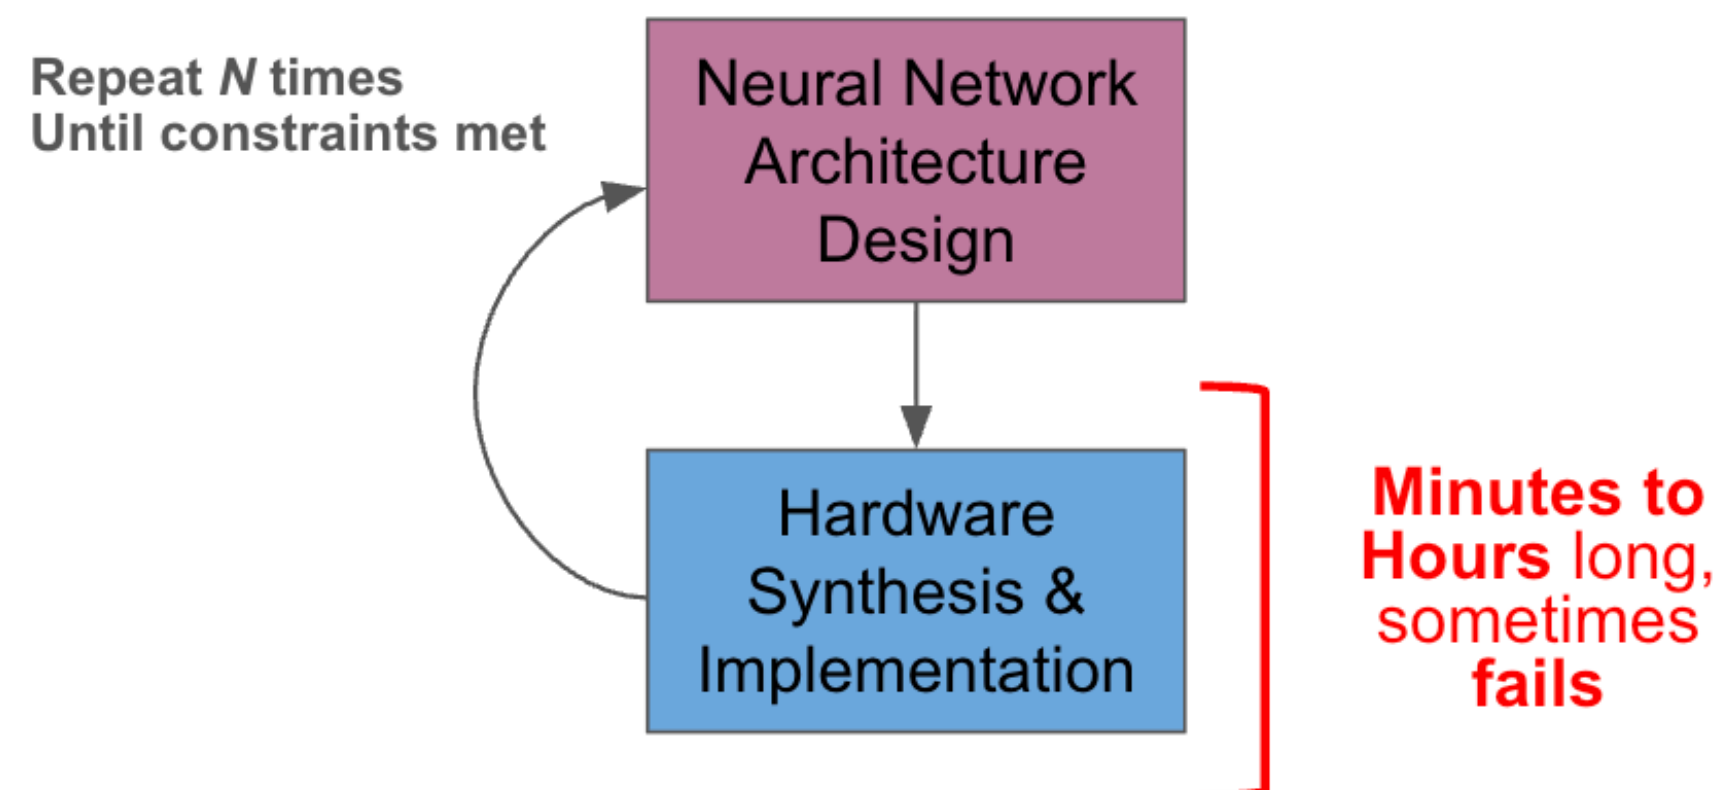 Repeat N times
Until constraints met
Neural Network
Architecture
Design
Hardware
Synthesis &
Implementation
Minutes to
Hours long,
sometimes
fails